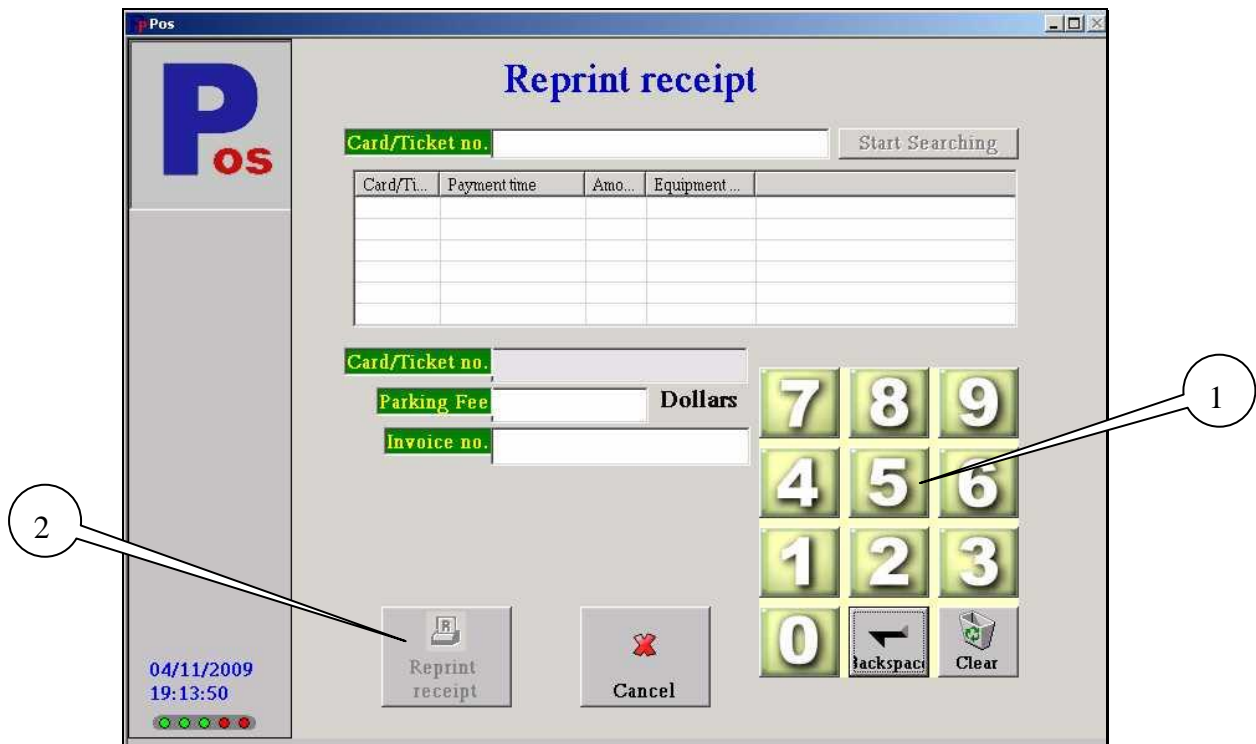 Pos
Pos
Reprint receipt
Card/Ticket no.
Start Searching
Card/Ti... Payment time Amo... Equipment ...
Card/Ticket no.
Parking Fee Dollars
Invoice no.
7 8 9
1
4 5 6
2
1 2 3
0 Backspac Clear
R
Reprint
receipt
Cancel
04/11/2009
19:13:50